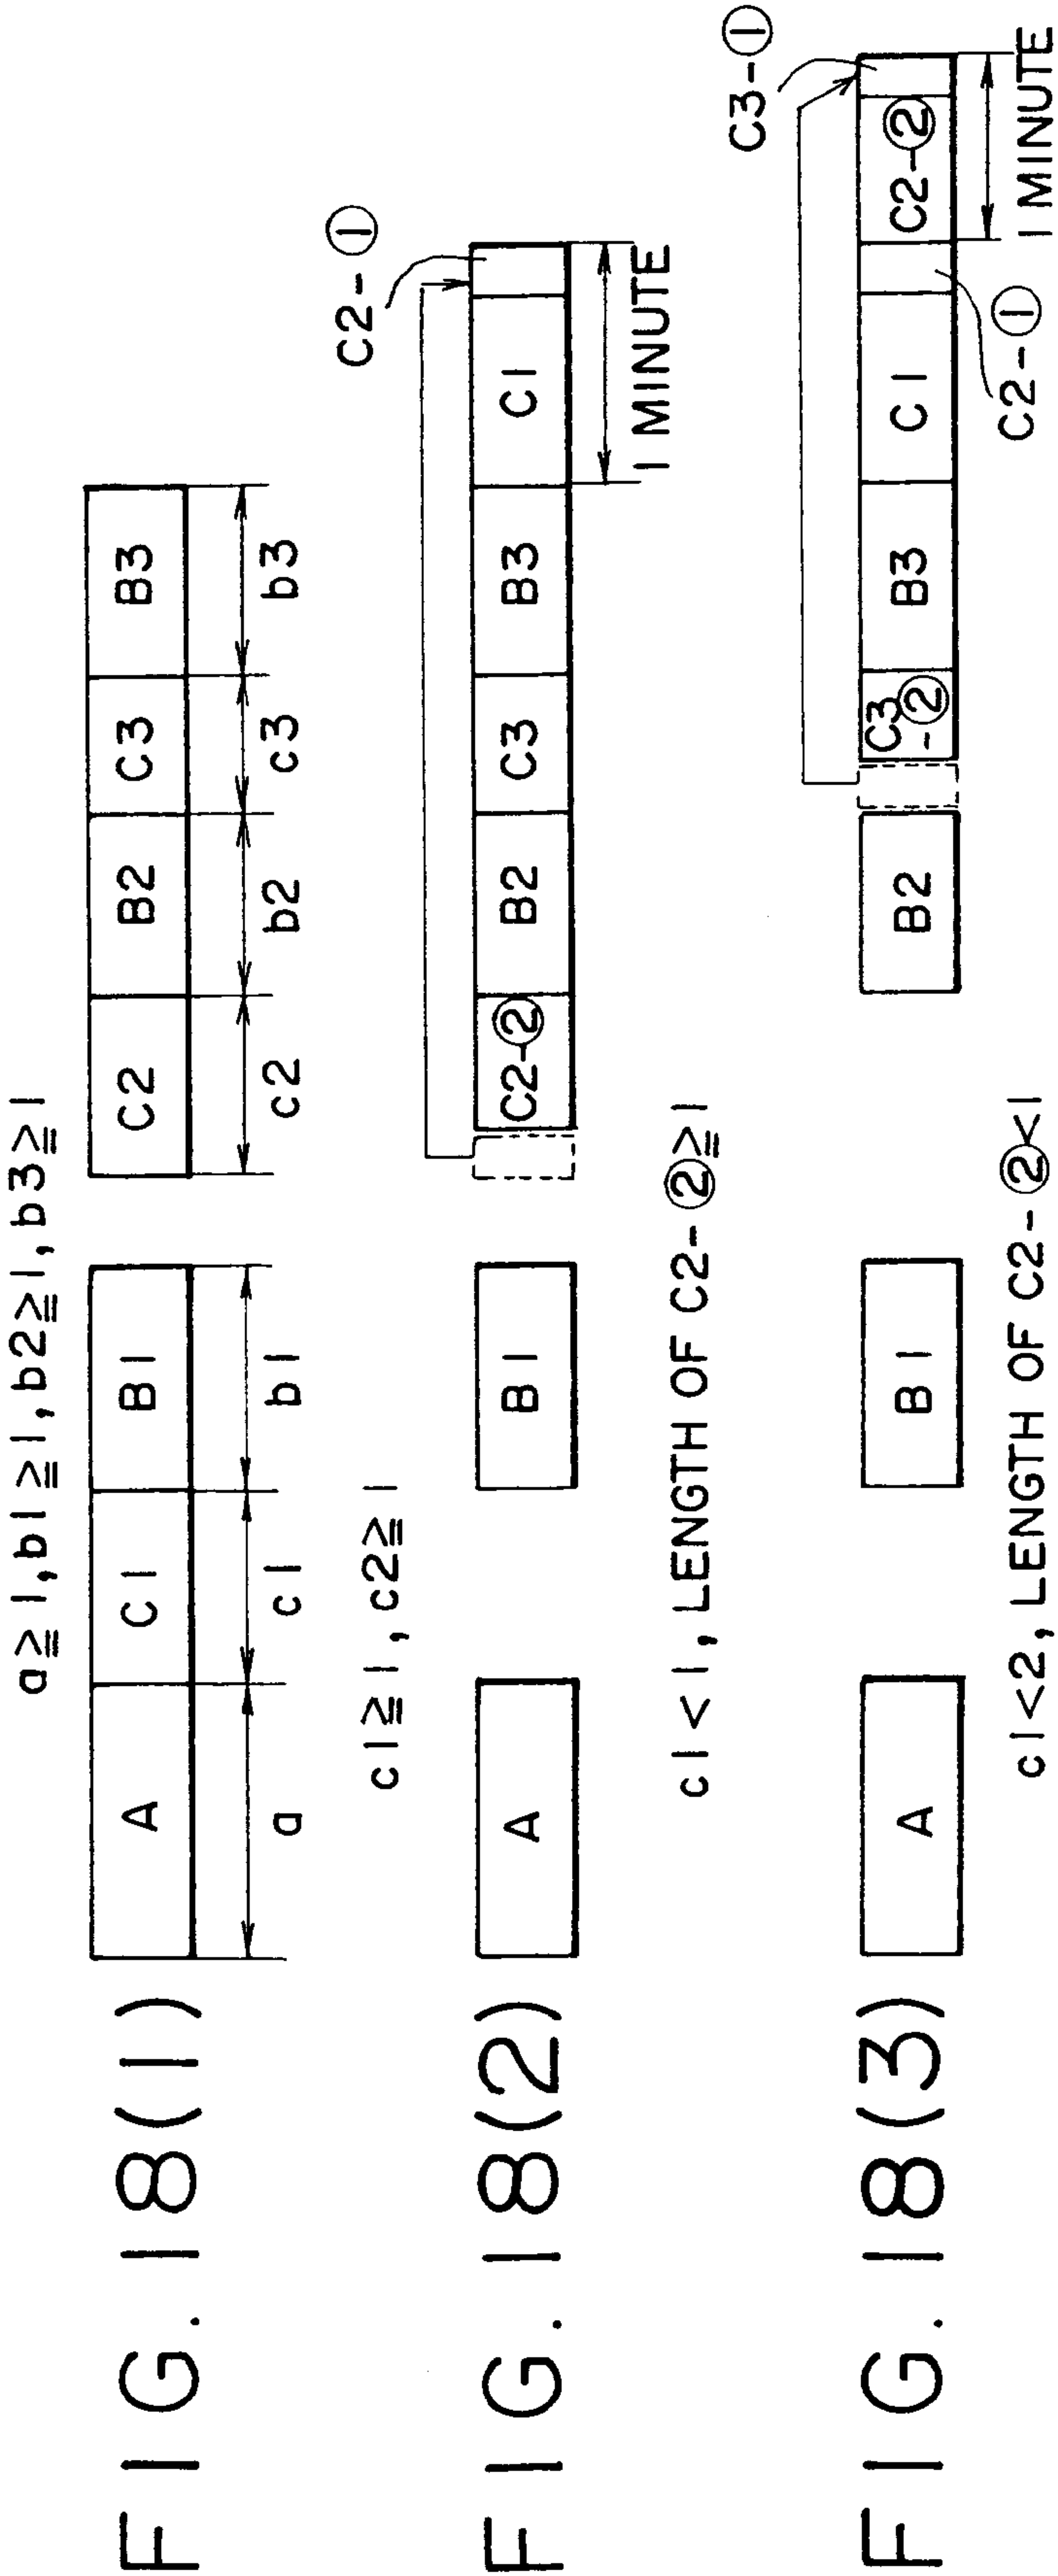 a≧1, b1≧1, b2≧1, b3≧1
FIG. 18(1)
A C1 B1 C2 B2 C3 B3
a c1 b1 c2 b2 c3 b3
c1≧1, c2≧1
C2-①
FIG. 18(2)
A B1 C2-② B2 C3 B3 C1
1 MINUTE
c1<1, LENGTH OF C2-②≧1
C3-①
FIG. 18(3)
A B1 B2 C3-② B3 C1 C2-②
C2-①
1 MINUTE
c1<2, LENGTH OF C2-②<1